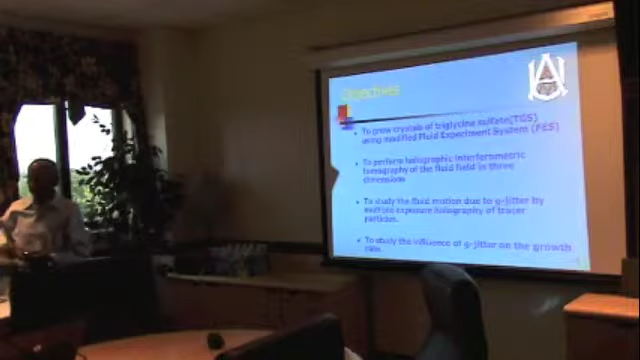 Objectives
To grow crystals of triglycine sulfate(TGS)
using modified Fluid Experiment System (FES)
To perform holographic interferometric
tomography of the fluid field in three
dimensions.
To study the fluid motion due to g-jitter by
multiple exposure holography of tracer
particles.
To study the influence of g-jitter on the growth
rate.